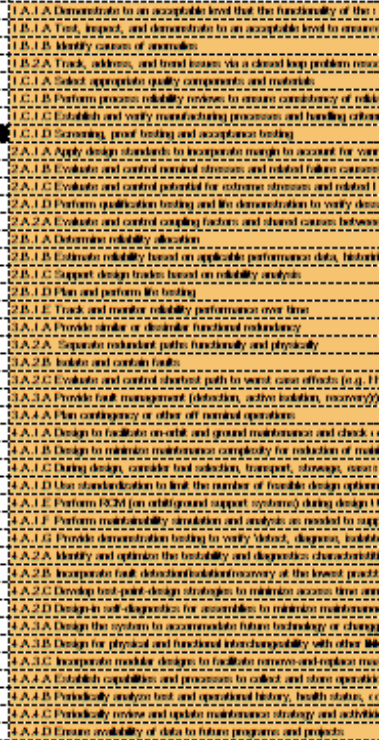 1.A.1.A Demonstrate to an acceptable level that the functionality of the
1.B.1.A Test, inspect, and demonstrate to an acceptable level to ensure
1.B.1.B Identify causes of anomalies
1.B.2.A Track, address, and trend issues via a closed loop problem
1.C.1.A Select appropriate quality components and materials
1.C.1.B Perform process reliability reviews to ensure consistency of
1.C.1.C Establish and verify manufacturing processes and handling
1.C.1.D Screening, proof testing and acceptance testing
2.A.1.A Apply design standards to incorporate margin to account for
2.A.1.B Evaluate and control nominal stresses and related failure causes
2.A.1.C Evaluate and control potential for extreme stresses and related
2.A.1.D Perform qualification testing and life demonstration to verify
2.A.2.A Evaluate and control coupling factors and shared causes
2.B.1.A Determine reliability allocation
2.B.1.B Estimate reliability based on applicable performance data,
2.B.1.C Support design trades based on reliability analysis
2.B.1.D Plan and perform life testing
2.B.1.E Track and monitor reliability performance over time
3.A.1.A Provide similar or dissimilar functional redundancy
3.A.2.A Separate redundant paths functionally and physically
3.A.2.B Isolate and contain faults
3.A.2.C Evaluate and control shortest path to worst case effects (e.g.
3.A.3.A Provide fault management (detection, active isolation, recovery)
3.A.4.A Plan contingency or other off nominal operations
4.A.1.A Design to facilitate on-orbit and ground maintenance and check
4.A.1.B Design to minimize maintenance complexity for reduction of
4.A.1.C During design, consider tool selection, transport, stowage,
4.A.1.D Use standardization to limit the number of feasible design
4.A.1.E Perform RCM (on orbit/ground support systems) during design
4.A.1.F Perform maintainability simulation and analysis as needed to
4.A.1.G Provide demonstration testing to verify 'detect, diagnose,
4.A.2.A Identify and optimize the testability and diagnostics
4.A.2.B Incorporate fault detection/isolation/recovery at the lowest
4.A.2.C Develop test-point-design strategies to minimize access time
4.A.2.D Design-in self-diagnostics for assemblies to minimize
4.A.3.A Design the system to accommodate future technology or
4.A.3.B Design for physical and functional interchangeability with other
4.A.3.C Incorporate modular designs to facilitate remove-and-replace
4.A.4.A Establish capabilities and processes to collect and store
4.A.4.B Periodically analyze test and operational history, health status,
4.A.4.C Periodically review and update maintenance strategy and
4.A.4.D Ensure availability of data to future programs and projects